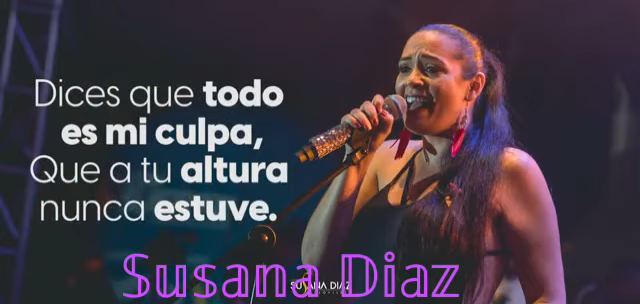 Dices que todo
es mi culpa,
Que a tu altura
nunca estuve.
SUSANA DIAZ
Susana Diaz